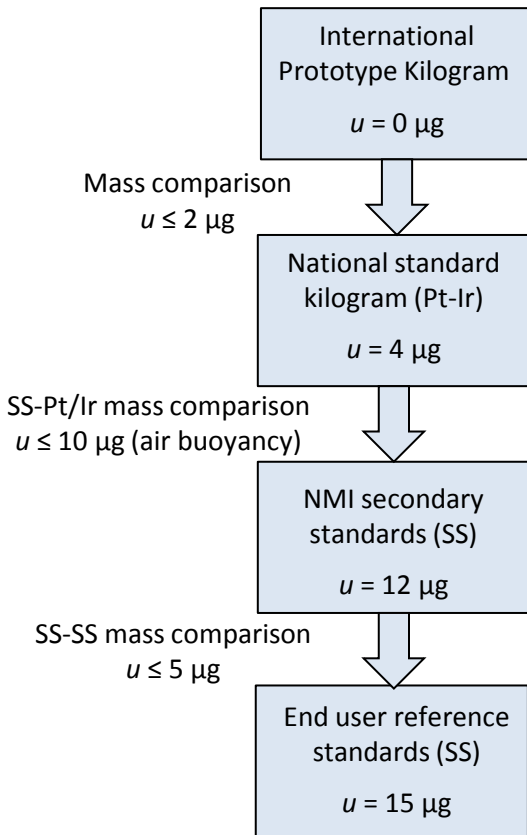 International
Prototype Kilogram
u = 0 µg
Mass comparison
u ≤ 2 µg
National standard
kilogram (Pt-Ir)
u = 4 µg
SS-Pt/Ir mass comparison
u ≤ 10 µg (air buoyancy)
NMI secondary
standards (SS)
u = 12 µg
SS-SS mass comparison
u ≤ 5 µg
End user reference
standards (SS)
u = 15 µg